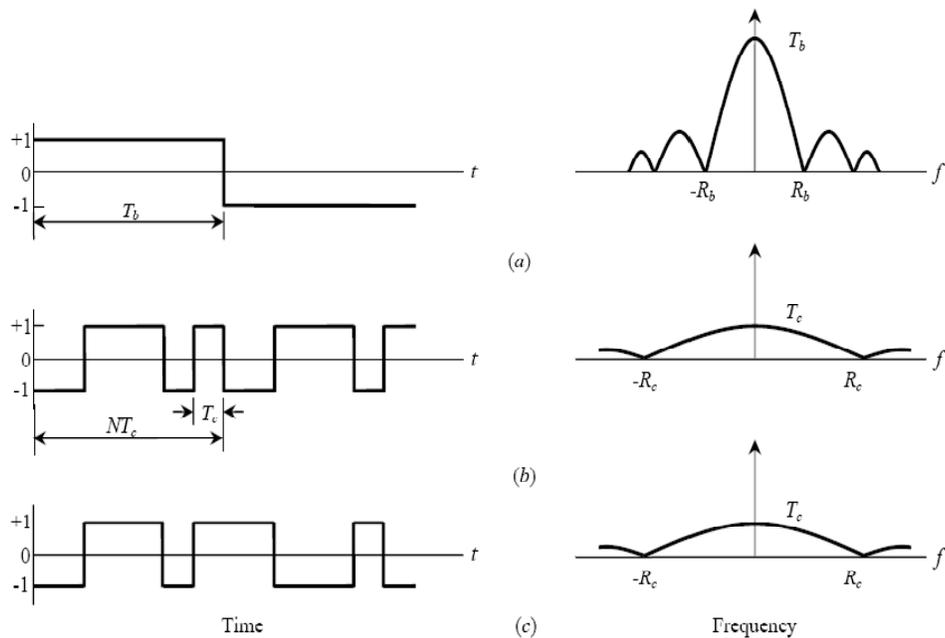 T_b
+1
0
-1
t
T_b
-R_b
R_b
f
(a)
+1
0
-1
t
T_c
NT_c
T_c
-R_c
R_c
f
(b)
+1
0
-1
t
T_c
-R_c
R_c
f
Time
(c)
Frequency